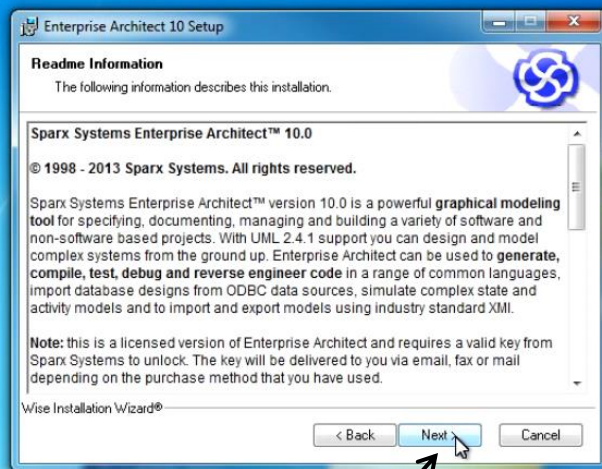 Enterprise Architect 10 Setup
Readme Information
The following information describes this installation.
Sparx Systems Enterprise Architect™ 10.0
© 1998 - 2013 Sparx Systems. All rights reserved.
Sparx Systems Enterprise Architect™ version 10.0 is a powerful graphical modeling
tool for specifying, documenting, managing and building a variety of software and
non-software based projects. With UML 2.4.1 support you can design and model
complex systems from the ground up. Enterprise Architect can be used to generate,
compile, test, debug and reverse engineer code in a range of common languages,
import database designs from ODBC data sources, simulate complex state and
activity models and to import and export models using industry standard XMI.
Note: this is a licensed version of Enterprise Architect and requires a valid key from
Sparx Systems to unlock. The key will be delivered to you via email, fax or mail
depending on the purchase method that you have used.
Wise Installation Wizard®
< Back Next > Cancel